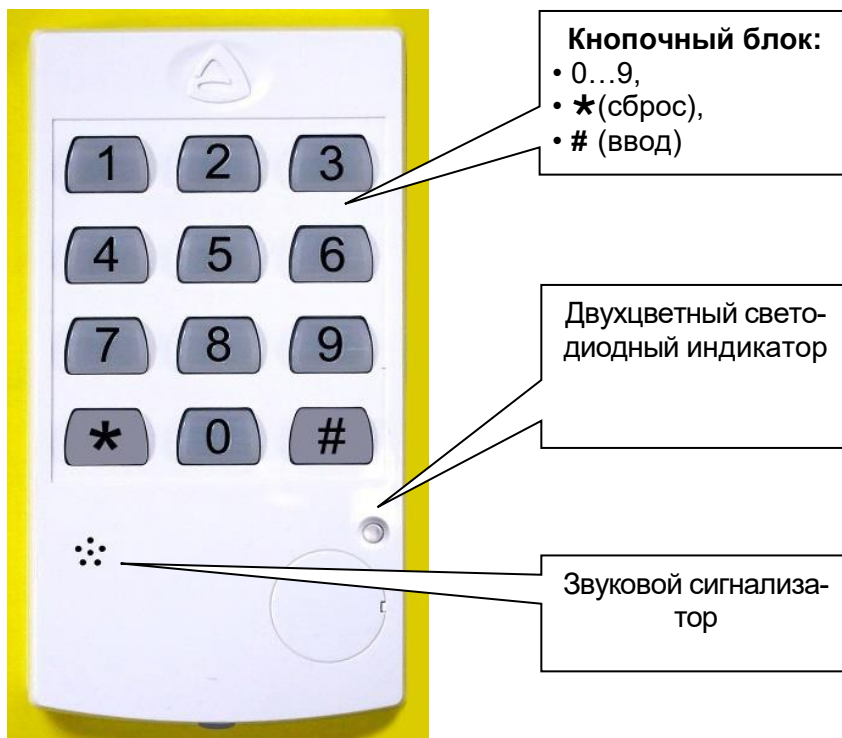 Кнопочный блок:
• 0…9,
• *(сброс),
• # (ввод)
1 2 3
4 5 6
7 8 9
* 0 #
Двухцветный свето-
диодный индикатор
Звуковой сигнализа-
тор